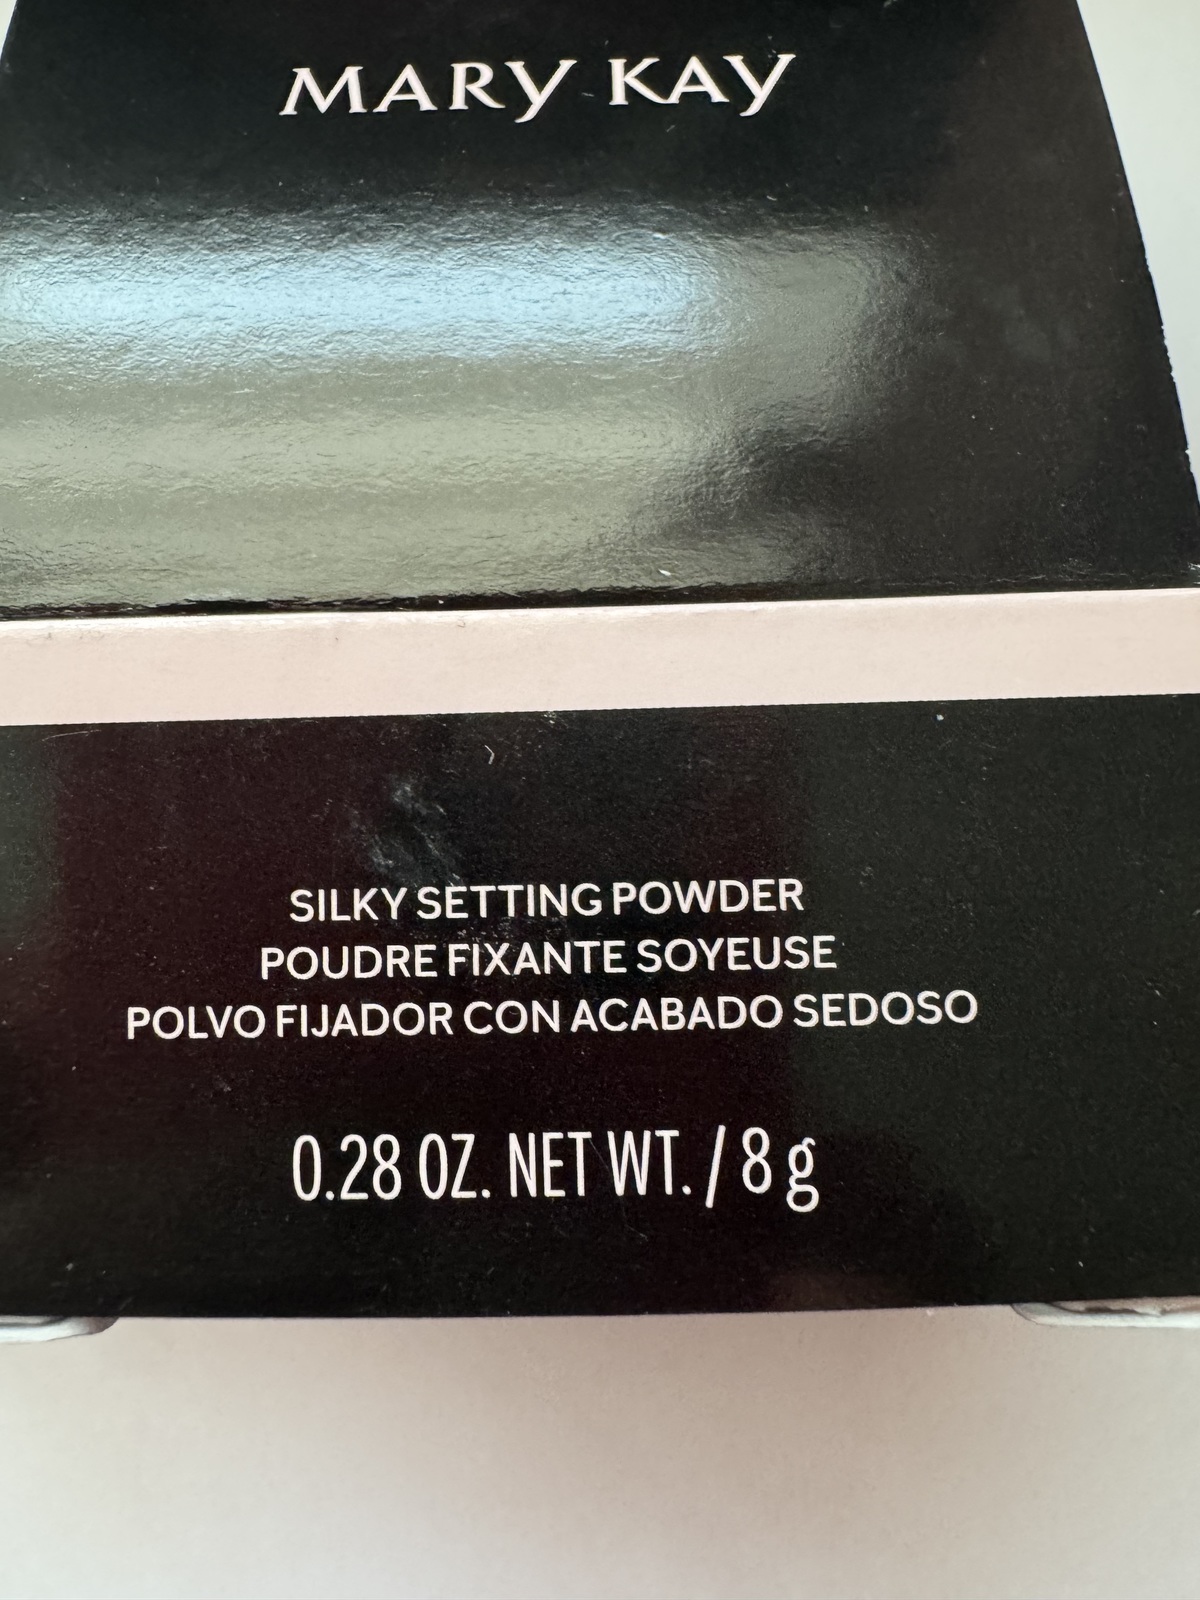 MARY KAY
SILKY SETTING POWDER
POUDRE FIXANTE SOYEUSE
POLVO FIJADOR CON ACABADO SEDOSO
0.28 OZ. NET WT. / 8 g